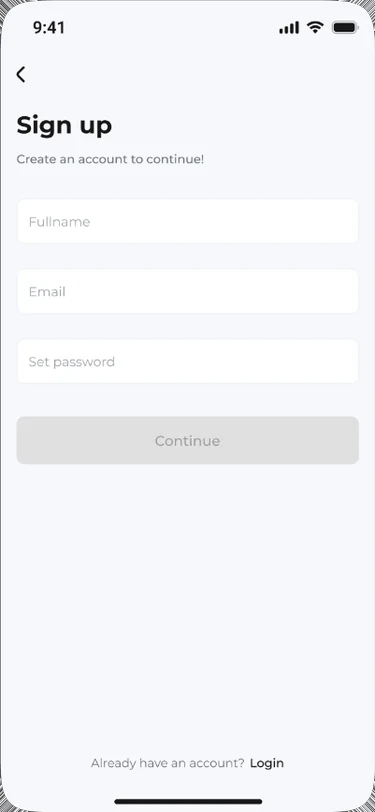 9:41
Sign up
Create an account to continue!
Fullname
Email
Set password
Continue
Already have an account? Login